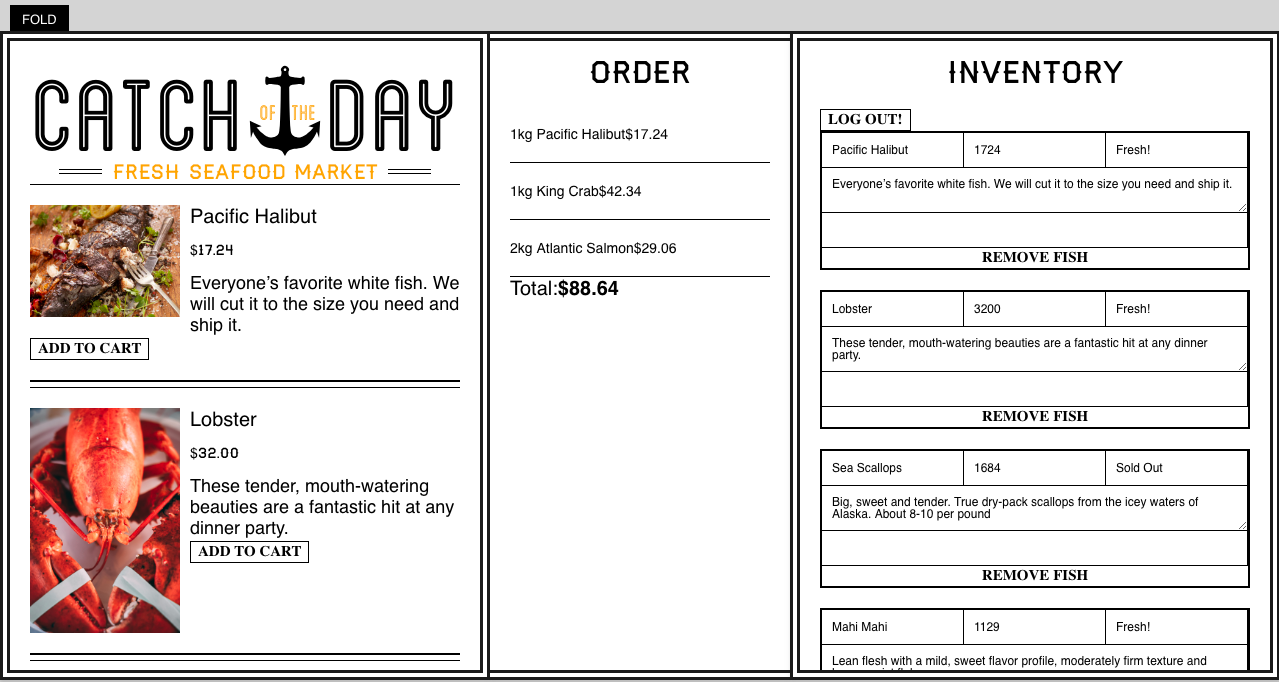 FOLD
CATCH OF THE DAY
FRESH SEAFOOD MARKET
Pacific Halibut
$17.24
Everyone’s favorite white fish. We
will cut it to the size you need and
ship it.
ADD TO CART
Lobster
$32.00
These tender, mouth-watering
beauties are a fantastic hit at any
dinner party.
ADD TO CART
ORDER
1kg Pacific Halibut$17.24
1kg King Crab$42.34
2kg Atlantic Salmon$29.06
Total:$88.64
INVENTORY
LOG OUT!
Pacific Halibut 1724 Fresh!
Everyone’s favorite white fish. We will cut it to the size you need and ship it.
REMOVE FISH
Lobster 3200 Fresh!
These tender, mouth-watering beauties are a fantastic hit at any dinner
party.
REMOVE FISH
Sea Scallops 1684 Sold Out
Big, sweet and tender. True dry-pack scallops from the icey waters of
Alaska. About 8-10 per pound
REMOVE FISH
Mahi Mahi 1129 Fresh!
Lean flesh with a mild, sweet flavor profile, moderately firm texture and